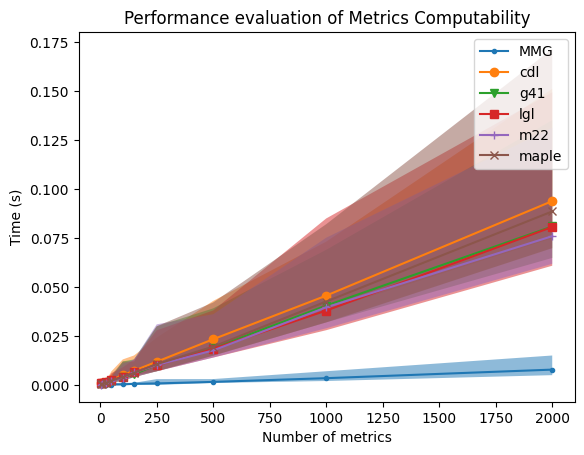 Performance evaluation of Metrics Computability
0.175
0.150
0.125
0.100
0.075
0.050
0.025
0.000
Time (s)
MMG
cdl
g41
lgl
m22
maple
0 250 500 750 1000 1250 1500 1750 2000
Number of metrics